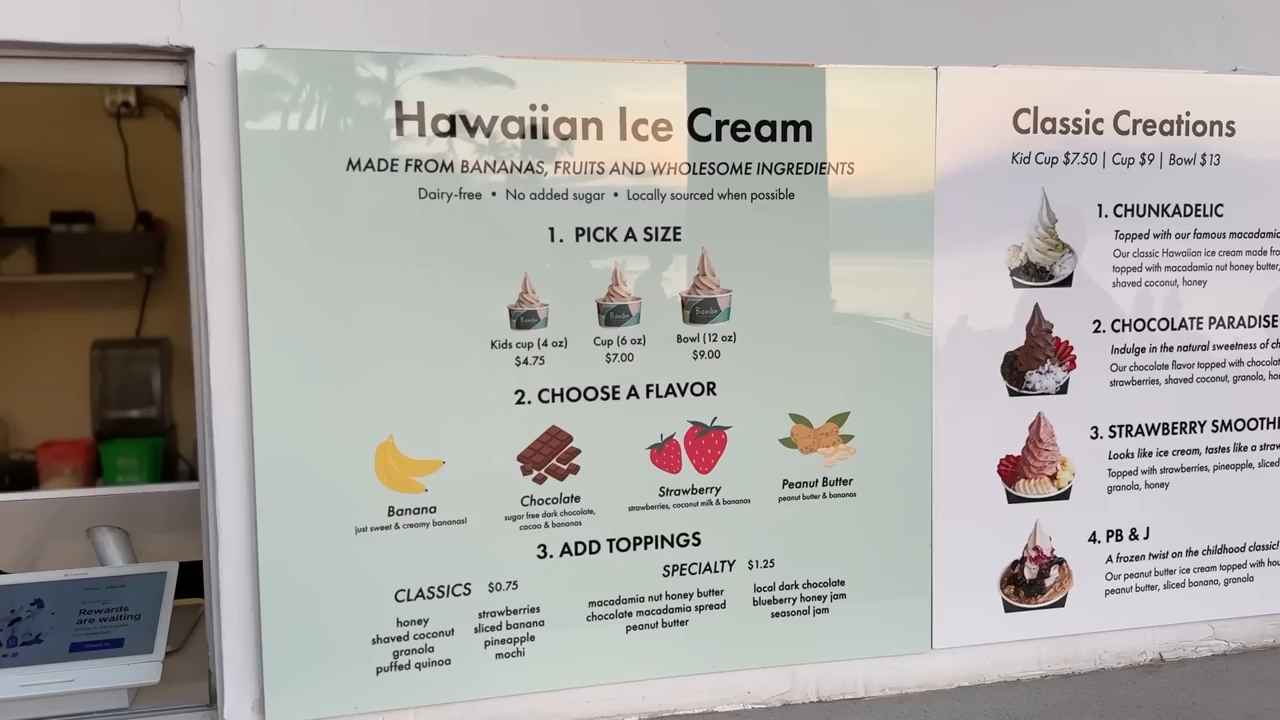 Hawaiian Ice Cream
MADE FROM BANANAS, FRUITS AND WHOLESOME INGREDIENTS
Dairy-free • No added sugar • Locally sourced when possible
1. PICK A SIZE
Banán
Banán
Kids cup (4 oz)
$4.75
Cup (6 oz)
$7.00
Bowl (12 oz)
$9.00
2. CHOOSE A FLAVOR
Banana
just sweet & creamy bananas!
Chocolate
sugar free dark chocolate,
cacao & bananas
Strawberry
strawberries, coconut milk & bananas
Peanut Butter
peanut butter & bananas
3. ADD TOPPINGS
CLASSICS $0.75
honey
shaved coconut
granola
puffed quinoa
strawberries
sliced banana
pineapple
mochi
SPECIALTY $1.25
macadamia nut honey butter
chocolate macadamia spread
peanut butter
local dark chocolate
blueberry honey jam
seasonal jam
Classic Creations
Kid Cup $7.50 | Cup $9 | Bowl $13
1. CHUNKADELIC
Topped with our famous macadamia
Our classic Hawaiian ice cream made
topped with macadamia nut honey butter,
shaved coconut, honey
2. CHOCOLATE PARADISE
Indulge in the natural sweetness of
Our chocolate flavor topped with
strawberries, shaved coconut, granola,
3. STRAWBERRY
Looks like ice cream, tastes like a
Topped with strawberries, pineapple, sliced
granola, honey
4. PB & J
A frozen twist on the childhood classic!
Our peanut butter ice cream topped with
peanut butter, sliced banana, granola
Rewards
are waiting